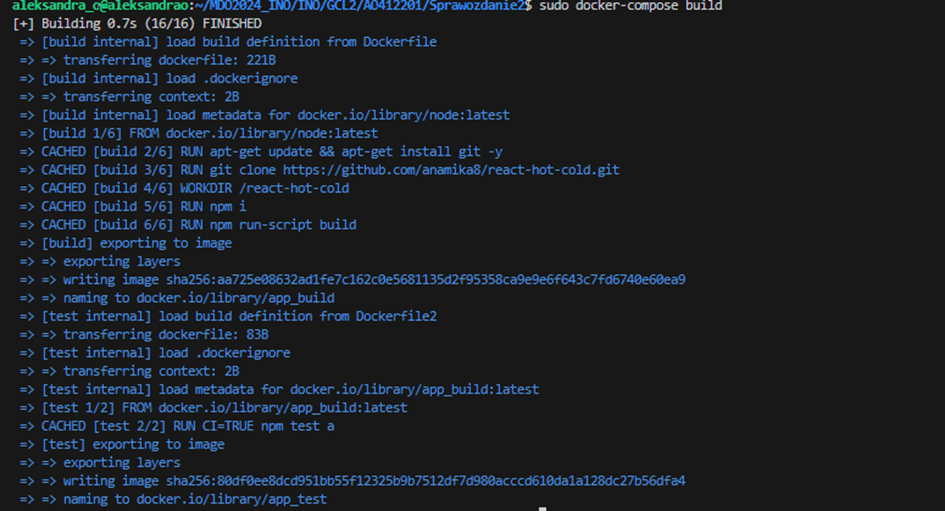 aleksandra_o@aleksandrao:~/MDO2024_INO/INO/GCL2/AO412201/Sprawozdanie2$ sudo docker-compose build
[+] Building 0.7s (16/16) FINISHED
=> [build internal] load build definition from Dockerfile
=> => transferring dockerfile: 221B
=> [build internal] load .dockerignore
=> => transferring context: 2B
=> [build internal] load metadata for docker.io/library/node:latest
=> [build 1/6] FROM docker.io/library/node:latest
=> CACHED [build 2/6] RUN apt-get update && apt-get install git -y
=> CACHED [build 3/6] RUN git clone https://github.com/anamika8/react-hot-cold.git
=> CACHED [build 4/6] WORKDIR /react-hot-cold
=> CACHED [build 5/6] RUN npm i
=> CACHED [build 6/6] RUN npm run-script build
=> [build] exporting to image
=> => exporting layers
=> => writing image sha256:aa725e08632ad1fe7c162c0e5681135d2f95358ca9e9e6f643c7fd6740e60ea9
=> => naming to docker.io/library/app_build
=> [test internal] load build definition from Dockerfile2
=> => transferring dockerfile: 83B
=> [test internal] load .dockerignore
=> => transferring context: 2B
=> [test internal] load metadata for docker.io/library/app_build:latest
=> [test 1/2] FROM docker.io/library/app_build:latest
=> CACHED [test 2/2] RUN CI=TRUE npm test a
=> [test] exporting to image
=> => exporting layers
=> => writing image sha256:80df0ee8dcd951bb55f12325b9b7512df7d980acccd610da1a128dc27b56dfa4
=> => naming to docker.io/library/app_test